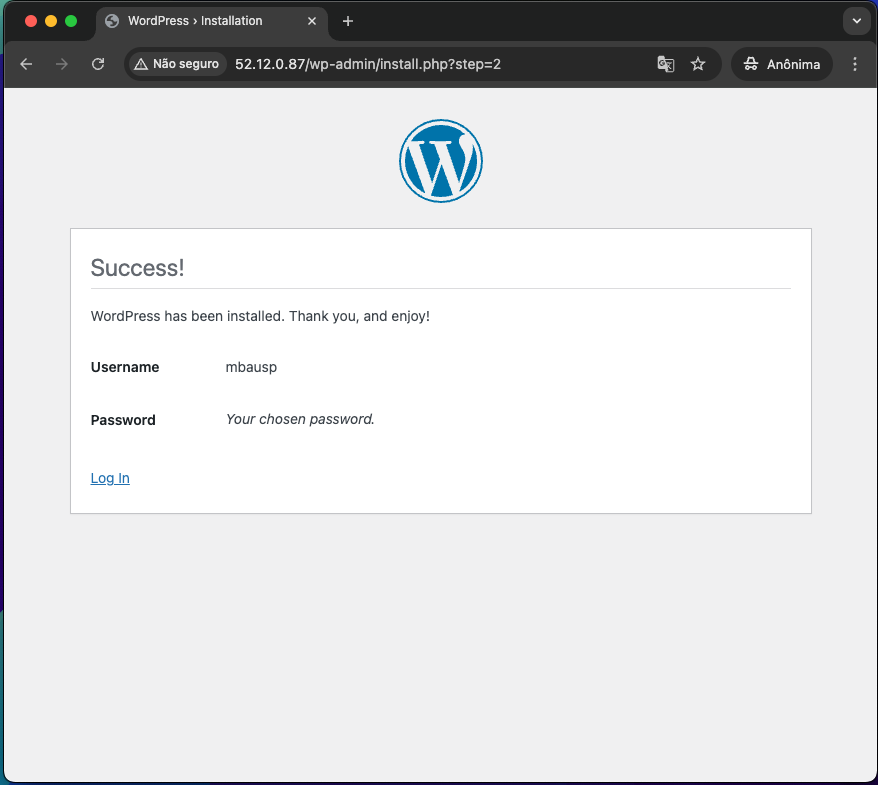 WordPress › Installation
Não seguro
52.12.0.87/wp-admin/install.php?step=2
Anônima
W
Success!
WordPress has been installed. Thank you, and enjoy!
Username mbausp
Password Your chosen password.
Log In